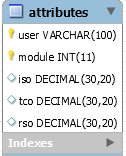 attributes
user VARCHAR(100)
module INT(11)
iso DECIMAL(30,20)
tco DECIMAL(30,20)
rso DECIMAL(30,20)
Indexes